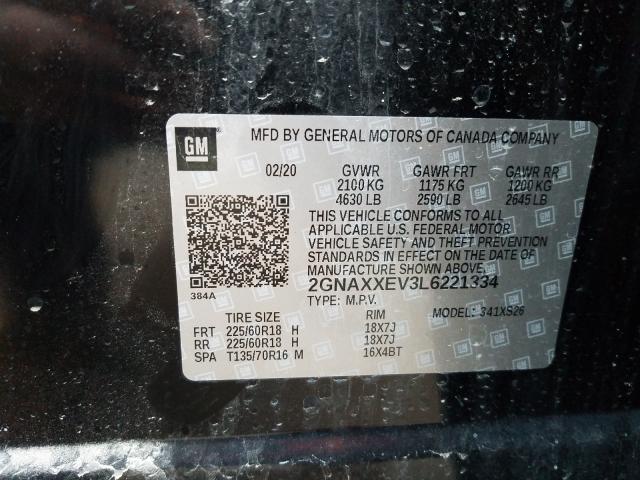 GM ® MFD BY GENERAL MOTORS OF CANADA COMPANY
02/20 GVWR GAWR FRT GAWR RR
2100 KG 1175 KG 1200 KG
4630 LB 2590 LB 2645 LB
THIS VEHICLE CONFORMS TO ALL
APPLICABLE U.S. FEDERAL MOTOR
VEHICLE SAFETY AND THEFT PREVENTION
STANDARDS IN EFFECT ON THE DATE OF
MANUFACTURE SHOWN ABOVE.
384A 2GNAXXEV3L6221334
TYPE: M.P.V. MODEL: 341XS26
TIRE SIZE RIM
FRT 225/60R18 H 18X7J
RR 225/60R18 H 18X7J
SPA T135/70R16 M 16X4BT